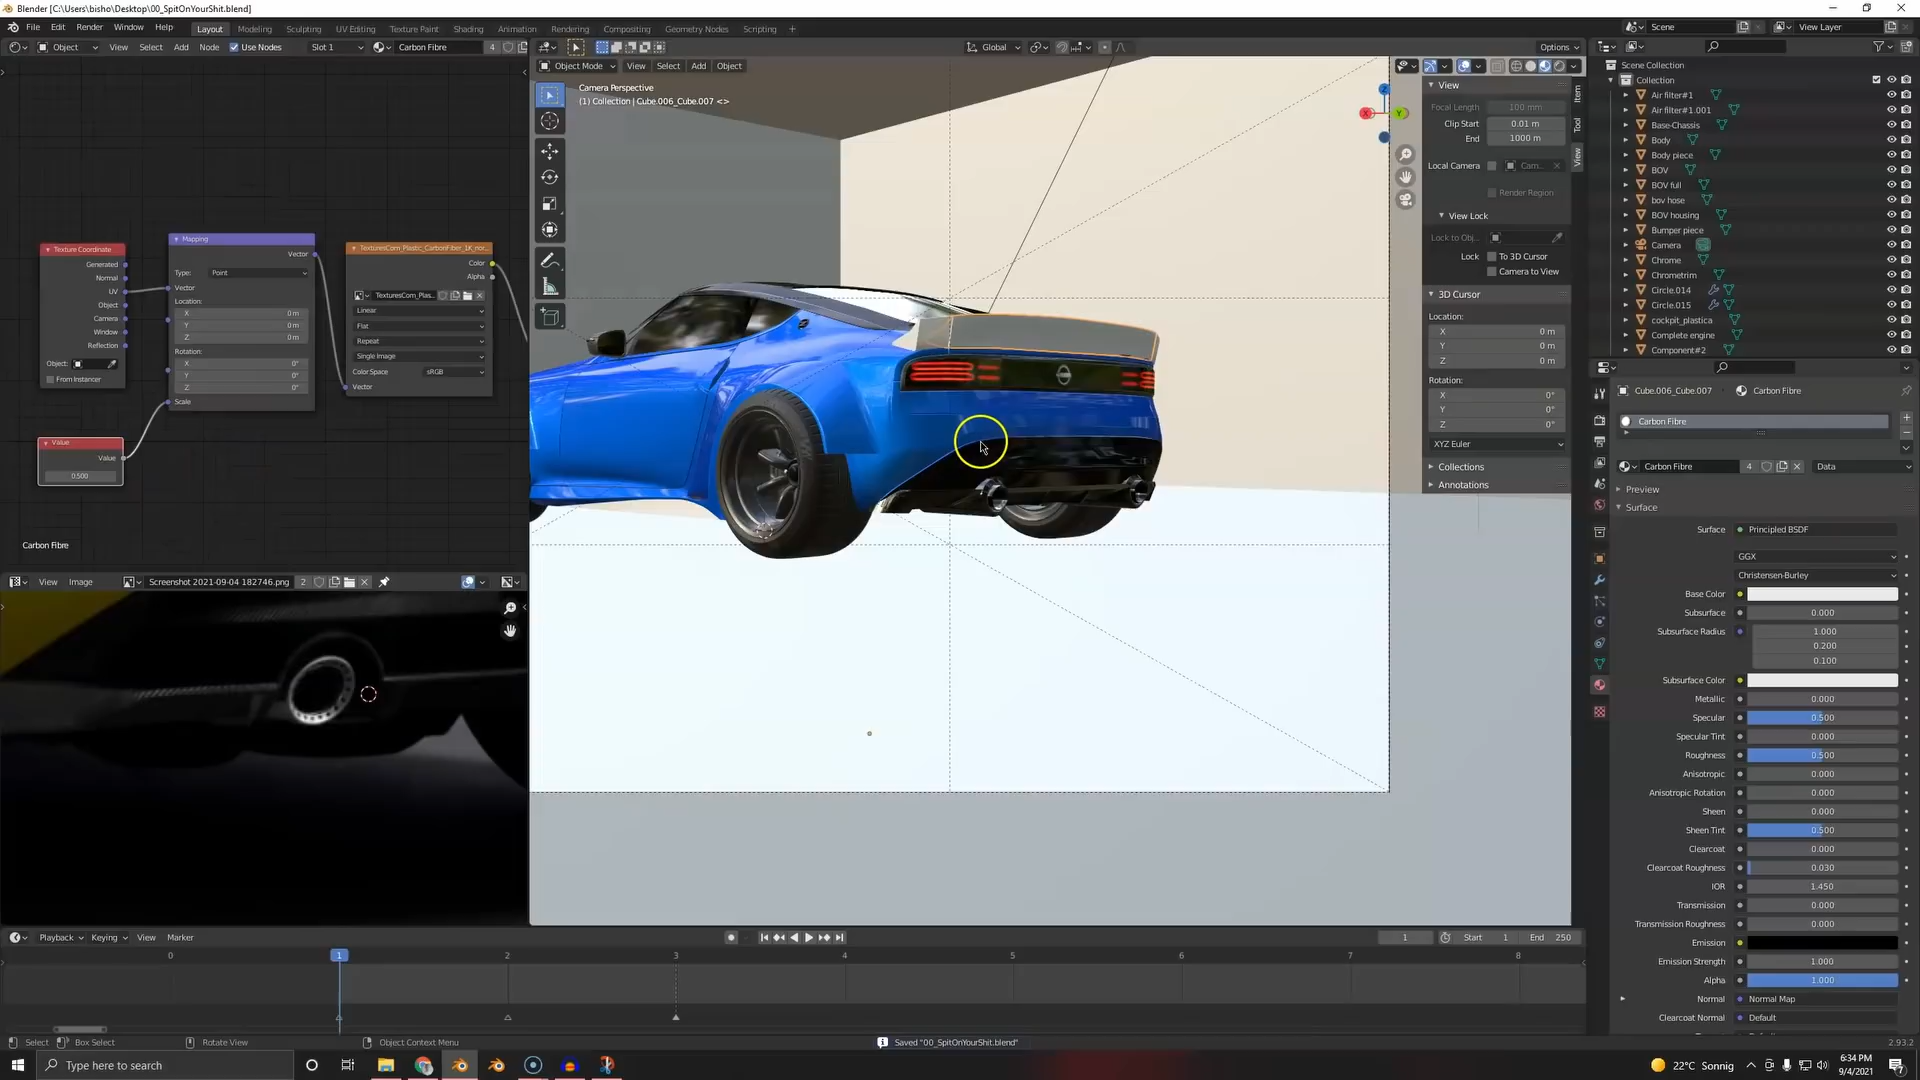 Blender [C:\Users\bisho\Desktop\00_SpitOnYourShit.blend]
File Edit Render Window Help Layout Modeling Sculpting UV Editing Texture Paint Shading Animation Rendering Compositing Geometry Nodes Scripting +
Scene View Layer
Object View Select Add Node Use Nodes Slot 1 Carbon Fibre 4
Global Options
Object Mode View Select Add Object
Camera Perspective
(1) Collection | Cube.006_Cube.007 <>
Texture Coordinate
Generated
Normal
UV
Object
Camera
Window
Reflection
Object:
From Instancer
Value
Value
0.500
Mapping
Vector
Type: Point
Vector
Location:
X 0 m
Y 0 m
Z 0 m
Rotation:
X 0°
Y 0°
Z 0°
Scale
TexturesCom_Plastic_CarbonFiber_1K_nor...
Color
Alpha
TexturesCom_Plas...
Linear
Flat
Repeat
Single Image
Color Space sRGB
Vector
Carbon Fibre
View Image Screenshot 2021-09-04 182746.png 2
X Y Z
View
Focal Length 100 mm
Clip Start 0.01 m
End 1000 m
Local Camera Cam...
Render Region
View Lock
Lock to Obj...
Lock To 3D Cursor
Camera to View
3D Cursor
Location:
X 0 m
Y 0 m
Z 0 m
Rotation:
X 0°
Y 0°
Z 0°
XYZ Euler
Collections
Annotations
Item
Tool
View
Scene Collection
Collection
Air filter#1
Air filter#1.001
Base-Chassis
Body
Body piece
BOV
BOV full
bov hose
BOV housing
Bumper piece
Camera
Chrome
Chrometrim
Circle.014
Circle.015
cockpit_plastica
Complete engine
Component#2
Cube.006_Cube.007 Carbon Fibre
Carbon Fibre
Carbon Fibre 4 Data
Preview
Surface
Surface Principled BSDF
GGX
Christensen-Burley
Base Color
Subsurface 0.000
Subsurface Radius 1.000
0.200
0.100
Subsurface Color
Metallic 0.000
Specular 0.500
Specular Tint 0.000
Roughness 0.500
Anisotropic 0.000
Anisotropic Rotation 0.000
Sheen 0.000
Sheen Tint 0.500
Clearcoat 0.000
Clearcoat Roughness 0.030
IOR 1.450
Transmission 0.000
Transmission Roughness 0.000
Emission
Emission Strength 1.000
Alpha 1.000
Normal Normal Map
Clearcoat Normal Default
Playback Keying View Marker 1 Start 1 End 250
0 1 2 3 4 5 6 7 8
Select Box Select Rotate View Object Context Menu Saved "00_SpitOnYourShit.blend" 2.93.2
Type here to search 22°C Sonnig 6:34 PM
9/4/2021